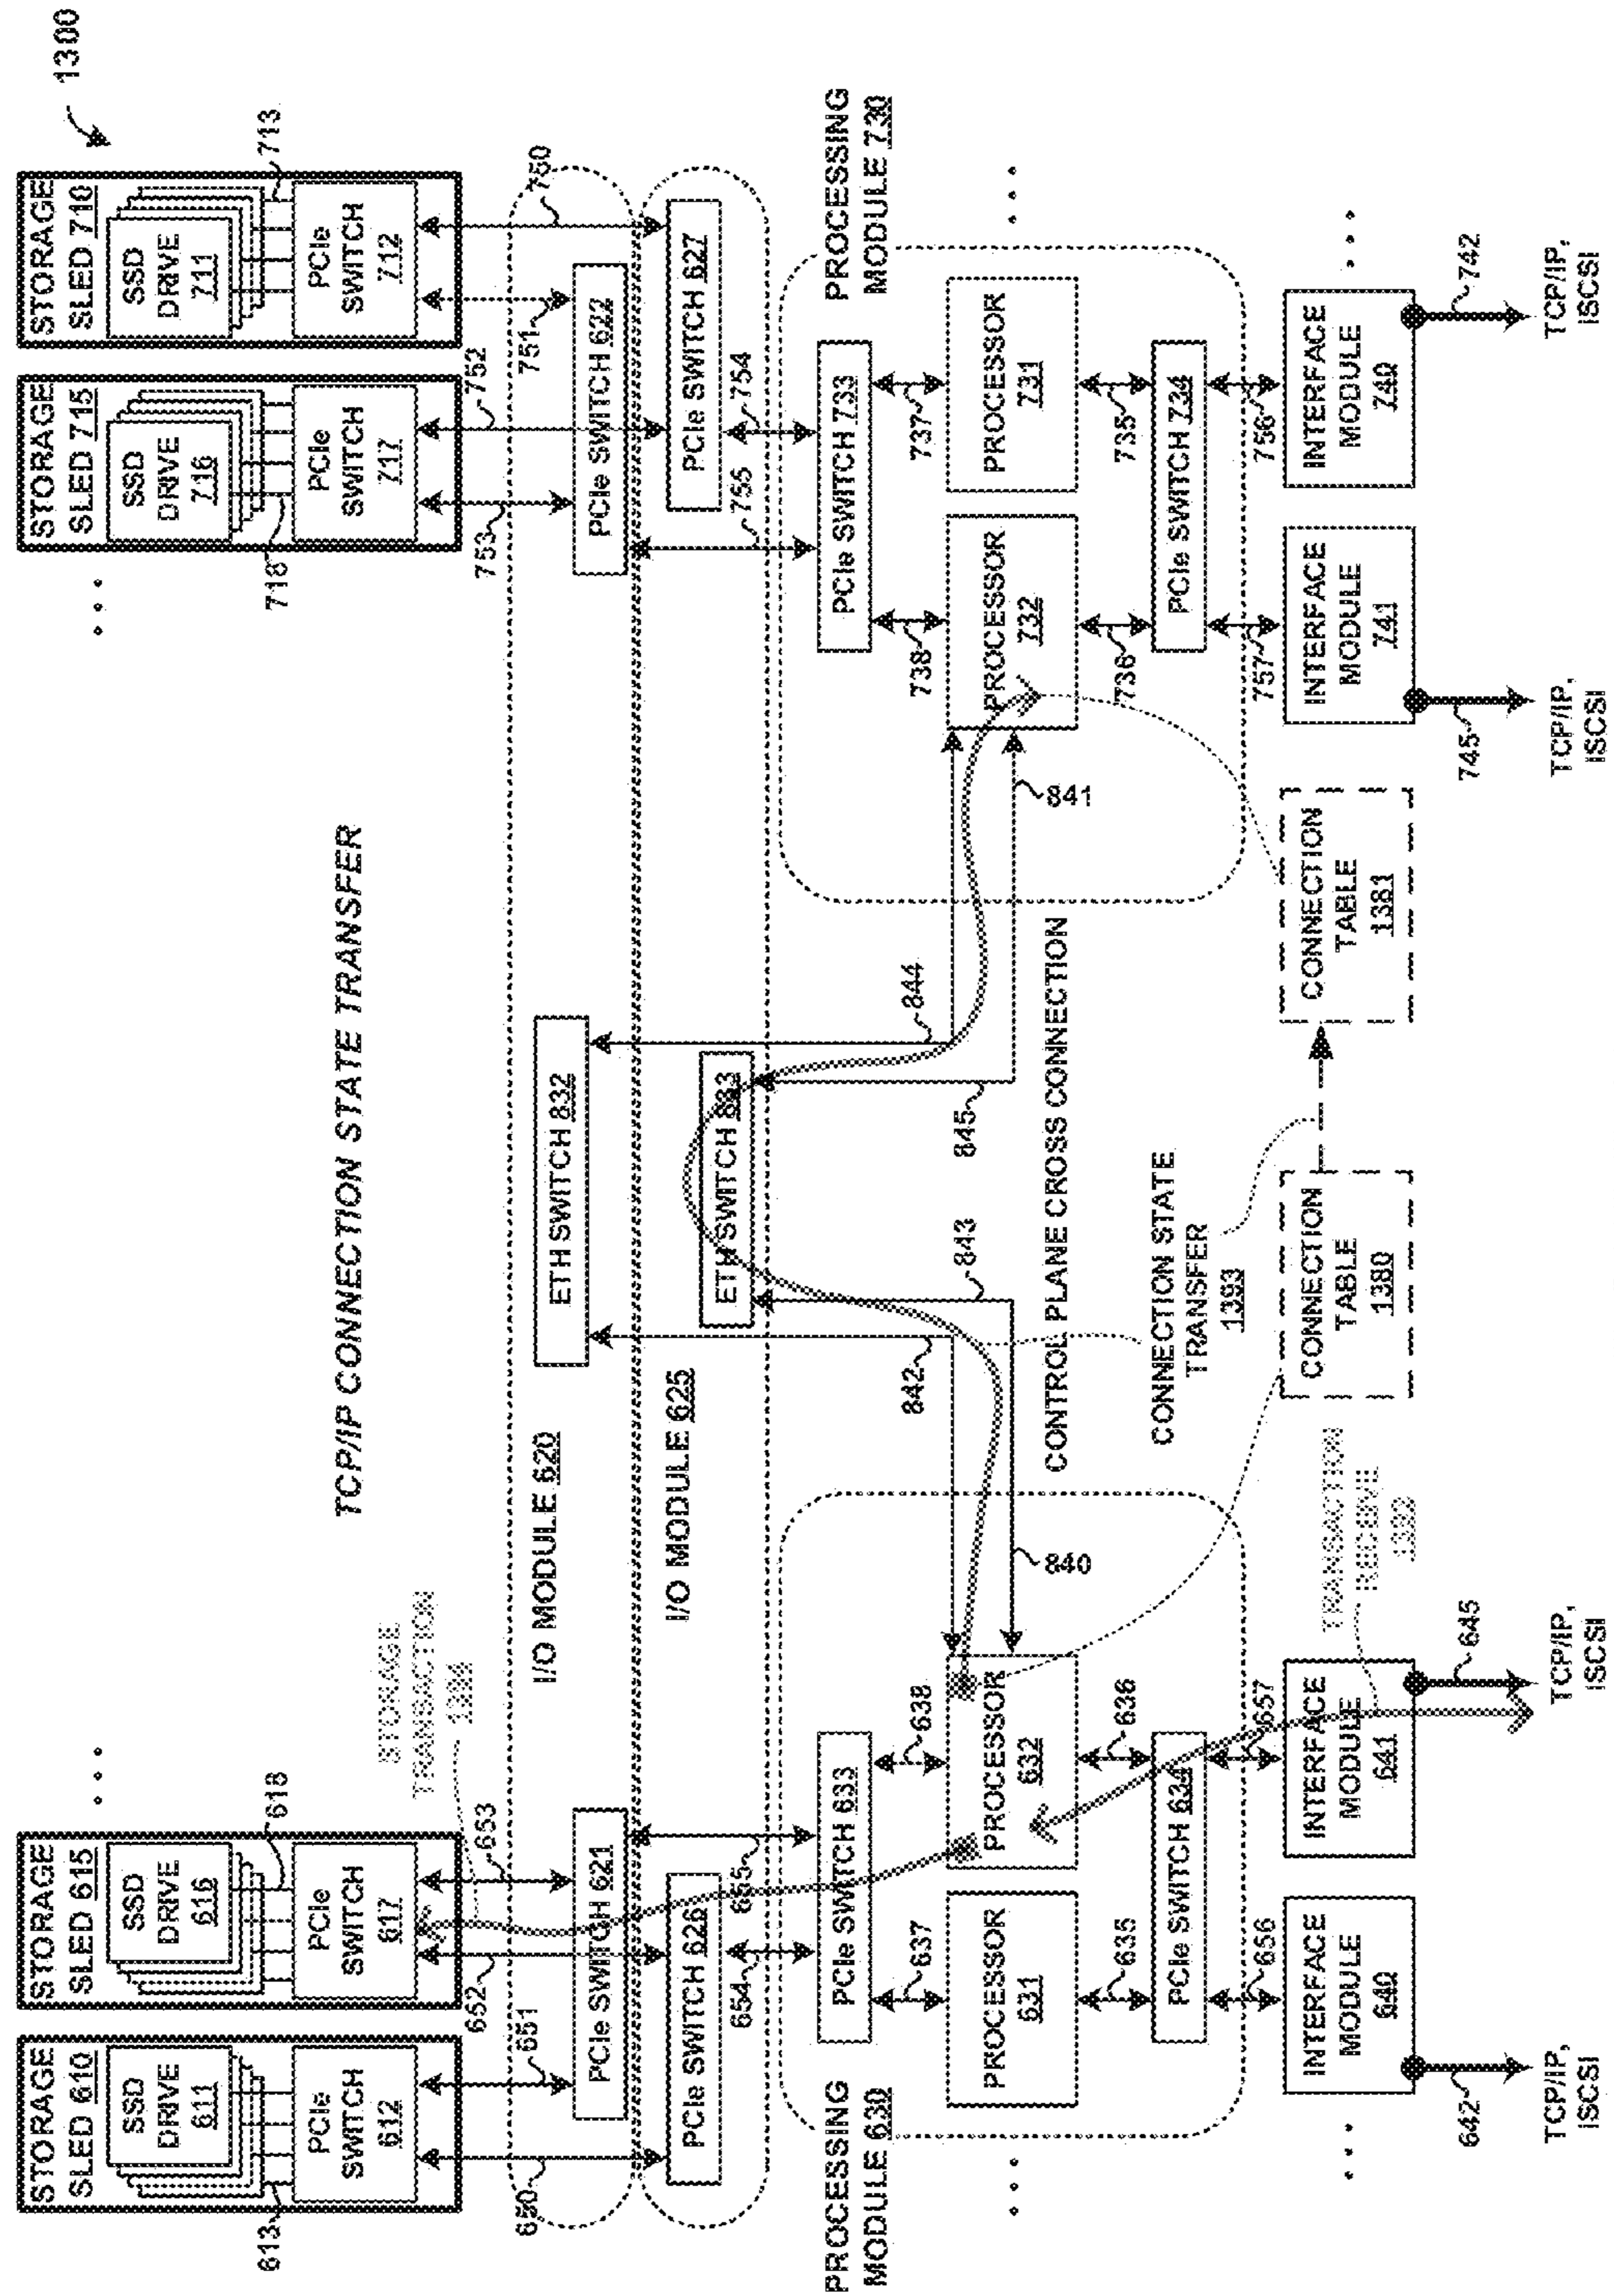 1300
TCP/IP CONNECTION STATE TRANSFER
STORAGE
SLED 610
SSD
DRIVE
611
PCIe
SWITCH
612
613
STORAGE
SLED 615
SSD
DRIVE
616
PCIe
SWITCH
617
618
STORAGE
TRANSACTION
STORAGE
SLED 715
SSD
DRIVE
716
PCIe
SWITCH
717
718
STORAGE
SLED 710
SSD
DRIVE
711
PCIe
SWITCH
712
713
650
651
652
653
753
752
751
750
I/O MODULE 620
PCIe SWITCH 621
ETH SWITCH 832
PCIe SWITCH 622
I/O MODULE 625
PCIe SWITCH 626
ETH SWITCH 833
PCIe SWITCH 627
654
655
755
754
PROCESSING
MODULE 630
PCIe SWITCH 633
637
638
PROCESSOR
631
PROCESSOR
632
635
636
PCIe SWITCH 634
656
657
842
843
844
845
840
841
CONTROL PLANE CROSS CONNECTION
PROCESSING
MODULE 730
PCIe SWITCH 733
738
737
PROCESSOR
732
PROCESSOR
731
736
735
PCIe SWITCH 734
757
756
CONNECTION STATE
TRANSFER
1393
TRANSACTION
RECEIVE
1392
INTERFACE
MODULE
640
INTERFACE
MODULE
641
CONNECTION
TABLE
1380
CONNECTION
TABLE
1381
INTERFACE
MODULE
741
INTERFACE
MODULE
740
642
645
745
742
TCP/IP,
ISCSI
TCP/IP,
ISCSI
TCP/IP,
ISCSI
TCP/IP,
ISCSI